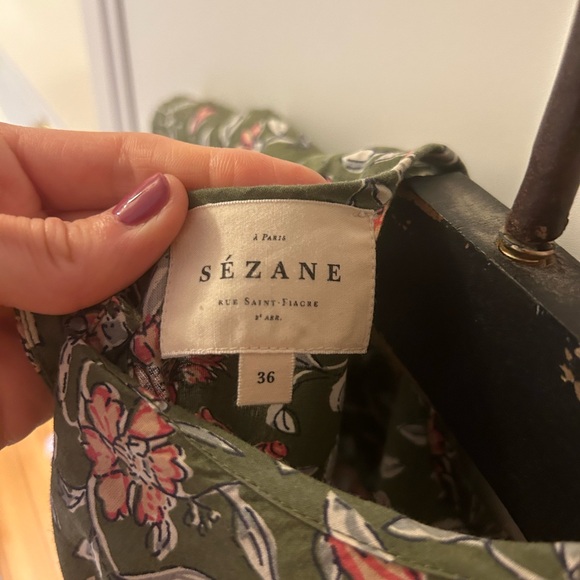 À PARIS
SÉZANE
RUE SAINT-FIACRE
2ᵉ ARR.
36